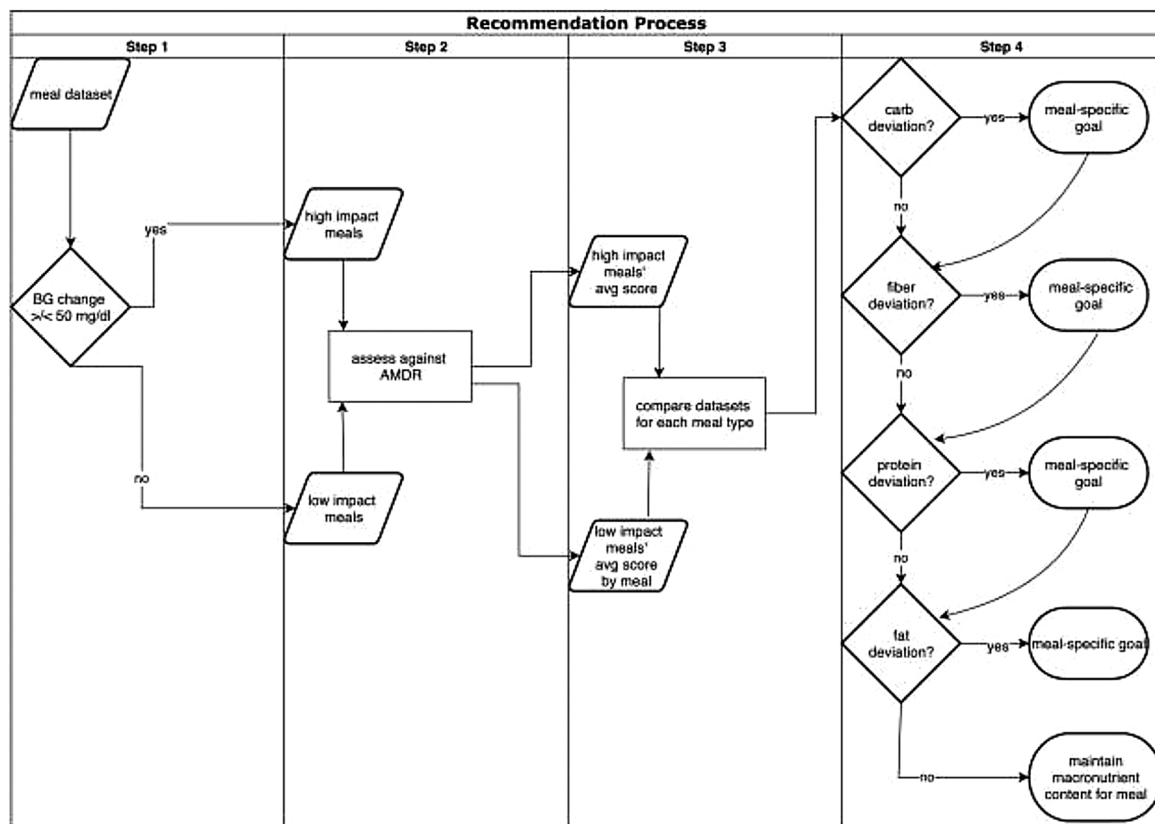 Recommendation Process
Step 1
Step 2
Step 3
Step 4
meal dataset
BG change
>/< 50 mg/dl
yes
no
high impact
meals
assess against
AMDR
low impact
meals
high impact
meals'
avg score
compare datasets
for each meal type
low impact
meals'
avg score
by meal
carb
deviation?
yes
meal-specific
goal
no
fiber
deviation?
yes
meal-specific
goal
no
protein
deviation?
yes
meal-specific
goal
no
fat
deviation?
yes
meal-specific goal
no
maintain
macronutrient
content for meal